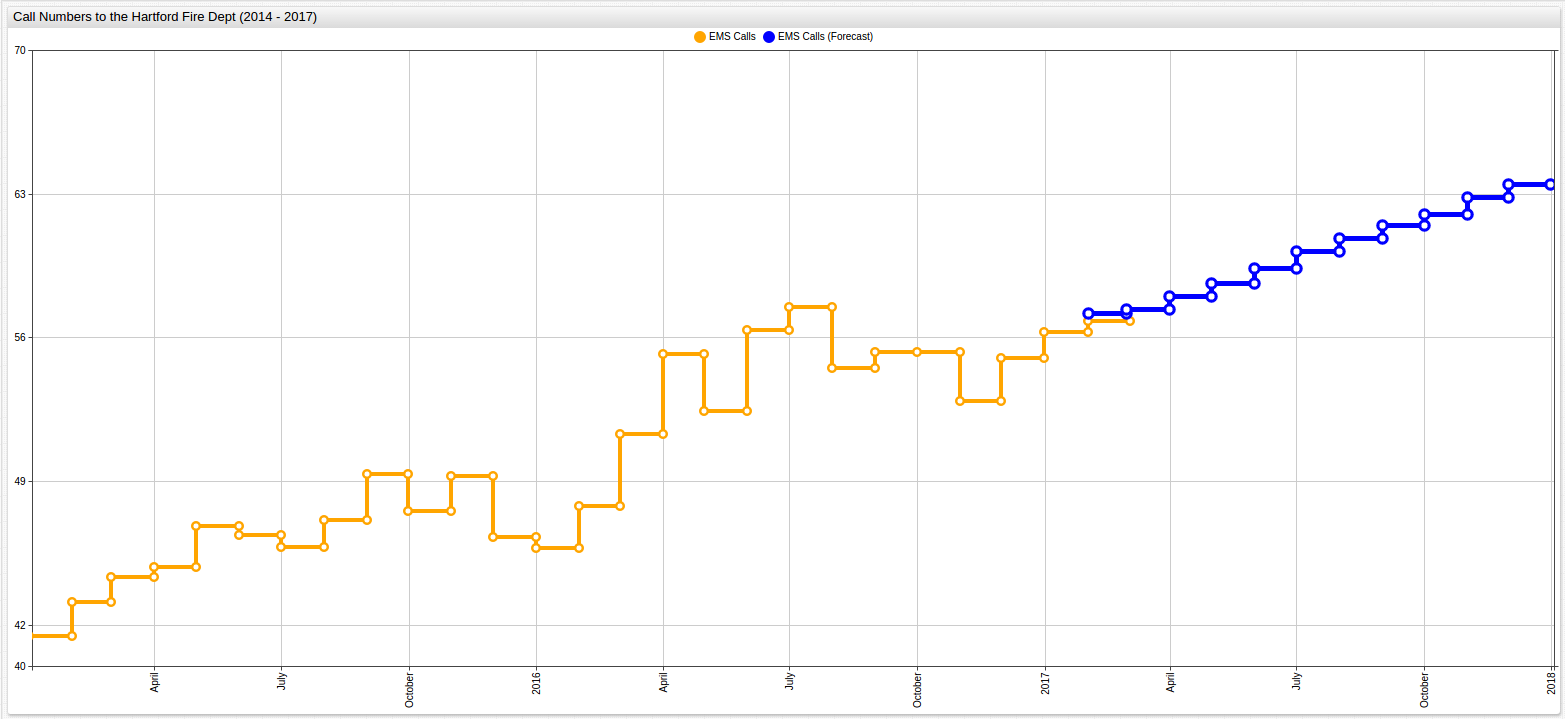 Call Numbers to the Hartford Fire Dept (2014 - 2017)
EMS Calls EMS Calls (Forecast)
70
63
56
49
42
40
April July October 2016 April July October 2017 April July October 2018